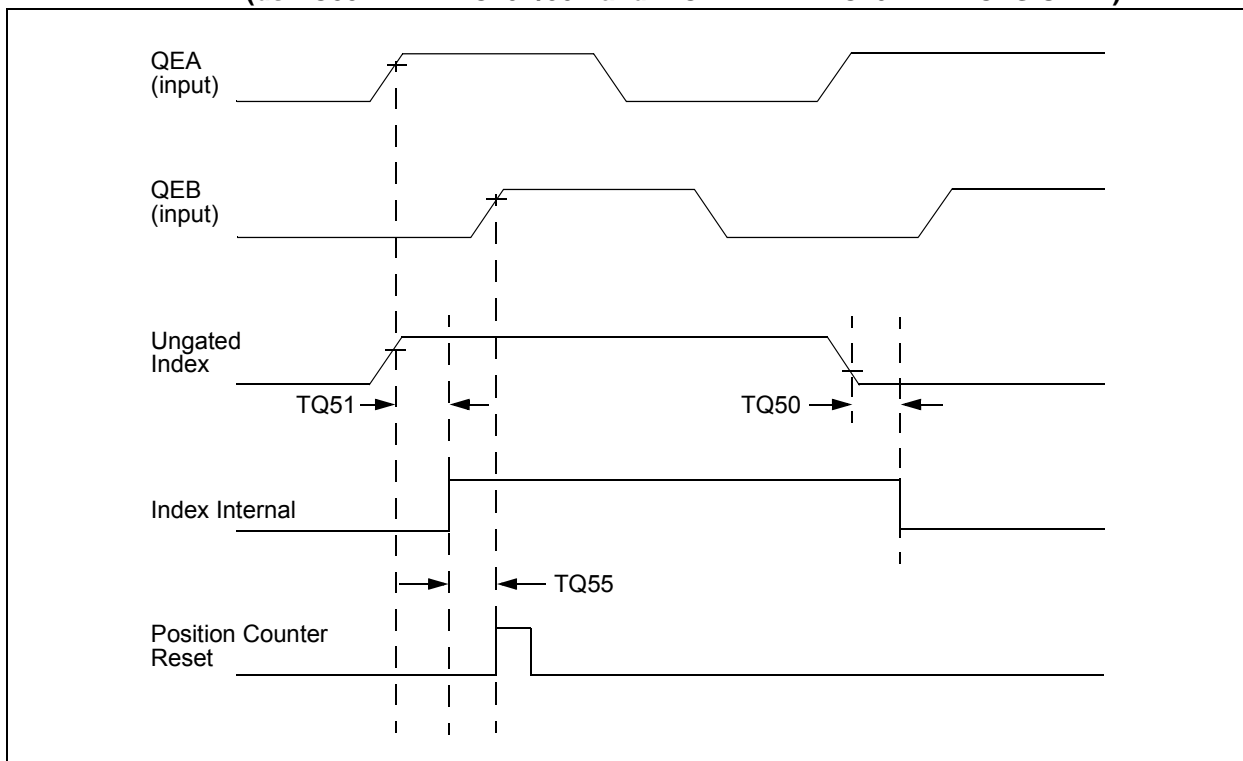 QEA
(input)
QEB
(input)
Ungated
Index
TQ51
TQ50
Index Internal
TQ55
Position Counter
Reset